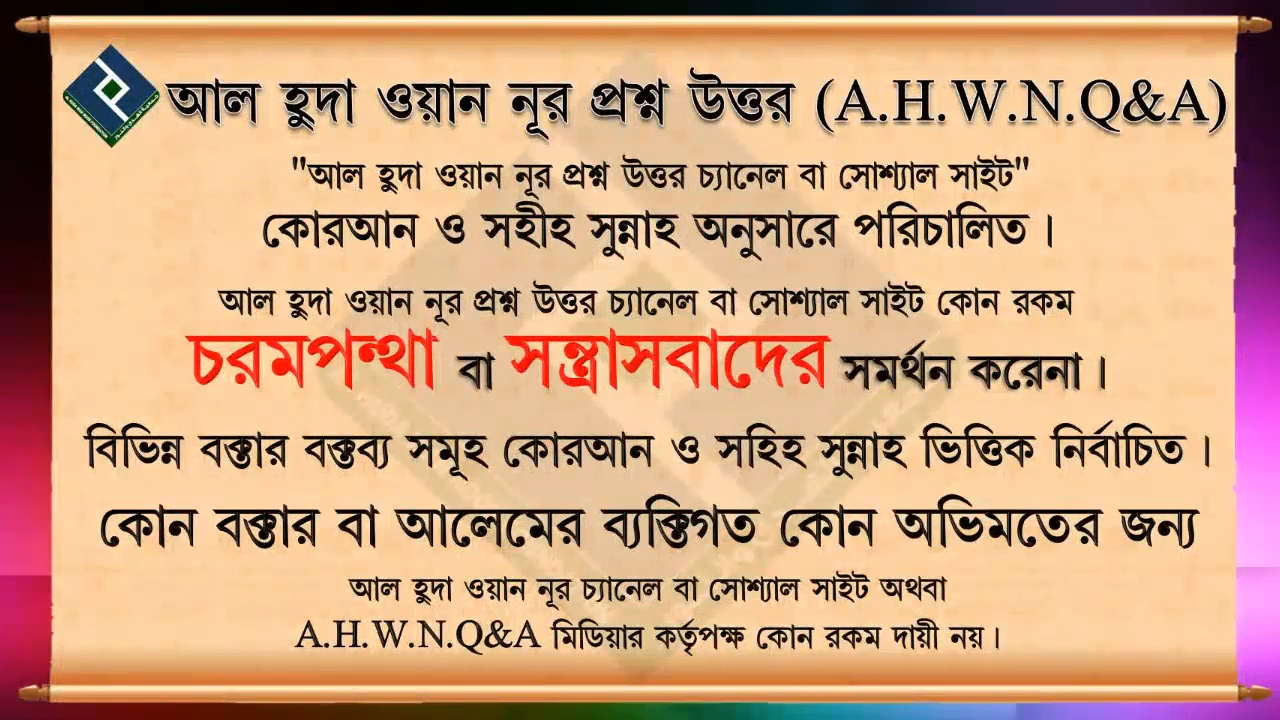 আল হুদা ওয়ান নূর প্রশ্ন উত্তর (A.H.W.N.Q&A)
"আল হুদা ওয়ান নূর প্রশ্ন উত্তর চ্যানেল বা সোশ্যাল সাইট"
কোরআন ও সহীহ সুন্নাহ অনুসারে পরিচালিত।
আল হুদা ওয়ান নূর প্রশ্ন উত্তর চ্যানেল বা সোশ্যাল সাইট কোন রকম
চরমপন্থা বা সন্ত্রাসবাদের সমর্থন করেনা।
বিভিন্ন বক্তার বক্তব্য সমূহ কোরআন ও সহিহ সুন্নাহ ভিত্তিক নির্বাচিত।
কোন বক্তার বা আলেমের ব্যক্তিগত কোন অভিমতের জন্য
আল হুদা ওয়ান নূর চ্যানেল বা সোশ্যাল সাইট অথবা
A.H.W.N.Q&A মিডিয়ার কর্তৃপক্ষ কোন রকম দায়ী নয়।